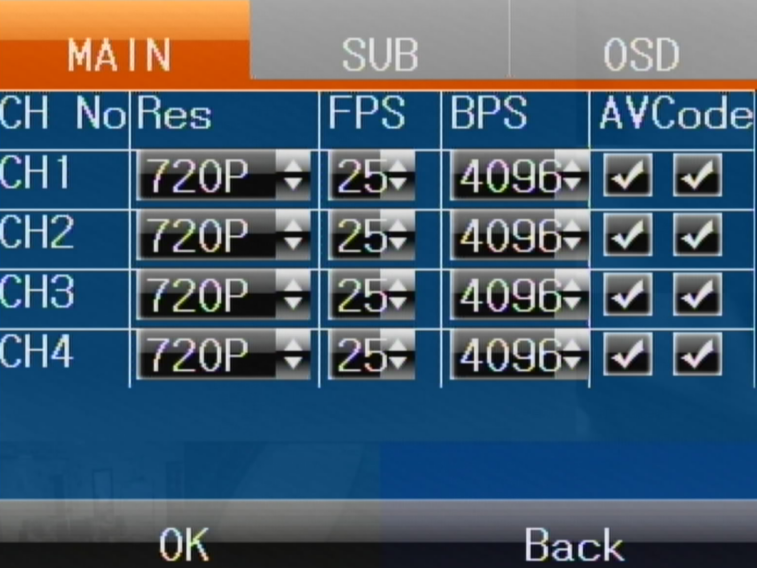 MAIN SUB OSD
CH No Res FPS BPS AVCode
CH1 720P 25 4096
CH2 720P 25 4096
CH3 720P 25 4096
CH4 720P 25 4096
OK Back